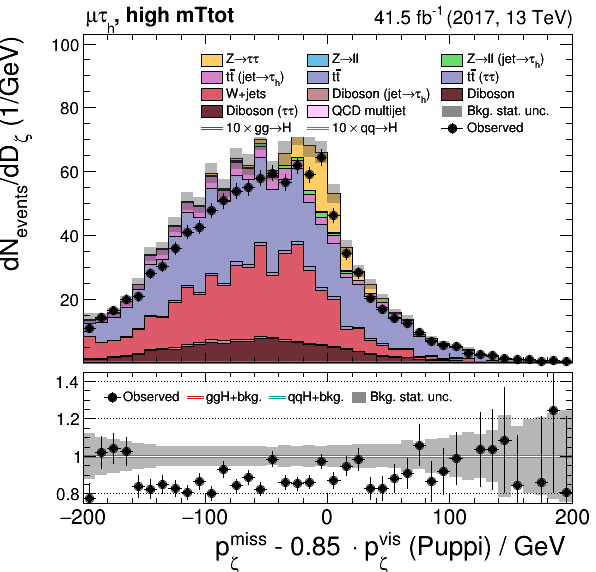 μτh, high mTtot 41.5 fb-1 (2017, 13 TeV)
dNevents/dDζ (1/GeV)
100
80
60
40
20
Z→ττ Z→ll Z→ll (jet→τh)
tt̄ (jet→τh) tt̄ tt̄ (ττ)
W+jets Diboson (jet→τh) Diboson
Diboson (ττ) QCD multijet Bkg. stat. unc.
10×gg→H 10×qq→H Observed
1.4
1.2
1
0.8
Observed ggH+bkg. qqH+bkg. Bkg. stat. unc.
−200 −100 0 100 200
pζmiss - 0.85 · pζvis (Puppi) / GeV